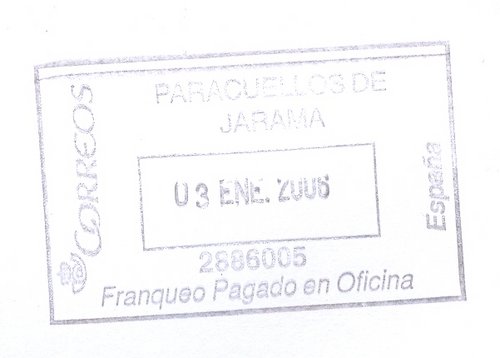 PARACUELLOS DE
JARAMA
CORREOS
03 ENE. 2006
España
2886005
Franqueo Pagado en Oficina